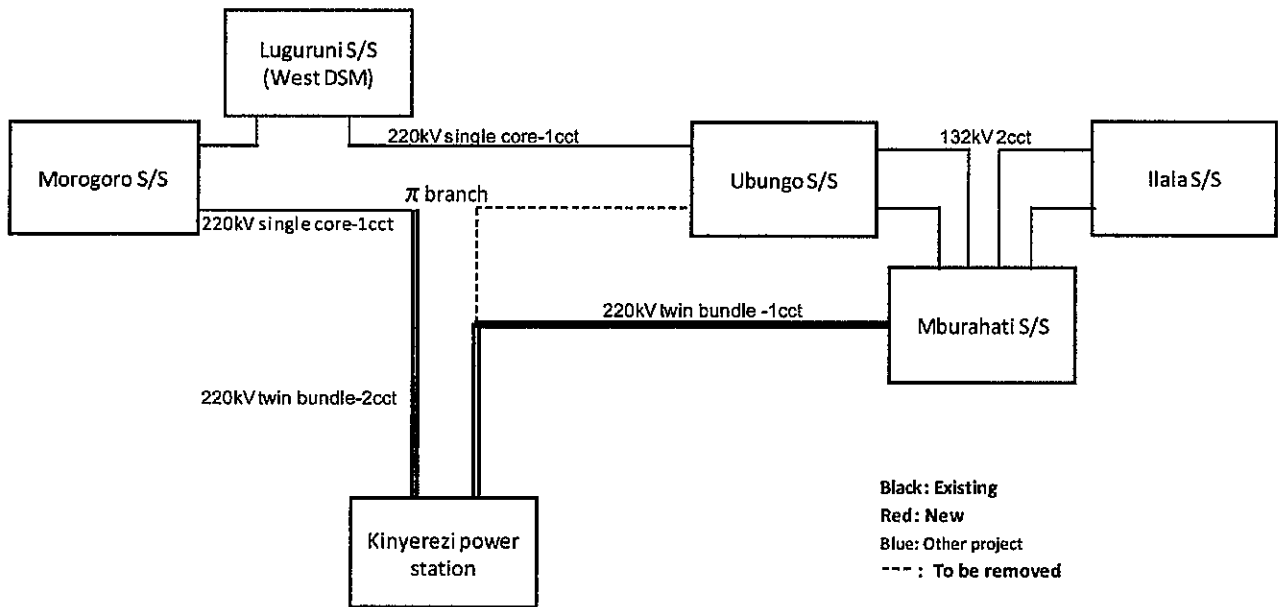 Luguruni S/S
(West DSM)
220kV single core-1cct
132kV 2cct
Morogoro S/S
Ubungo S/S
Ilala S/S
π branch
220kV single core-1cct
220kV twin bundle -1cct
Mburahati S/S
220kV twin bundle-2cct
Black: Existing
Red: New
Blue: Other project
---- : To be removed
Kinyerezi power
station